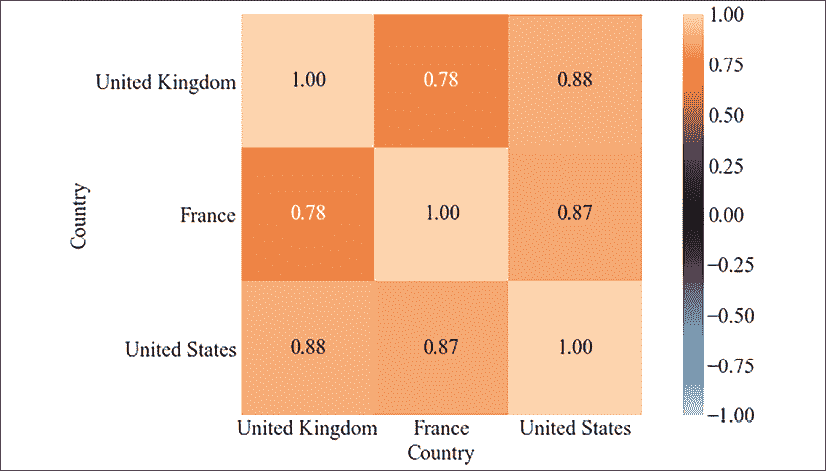 United Kingdom 1.00 0.78 0.88
France 0.78 1.00 0.87
United States 0.88 0.87 1.00
Country
United Kingdom France United States
Country
1.00
0.75
0.50
0.25
0.00
−0.25
−0.50
−0.75
−1.00